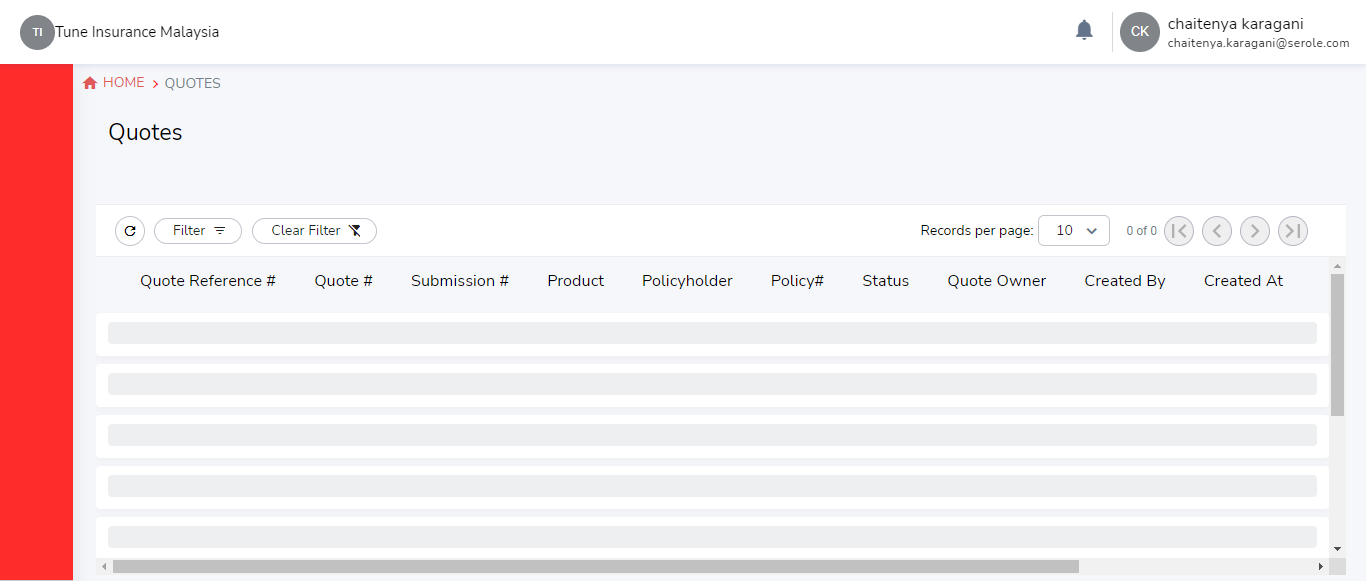 TI Tune Insurance Malaysia
CK chaitenya karagani
chaitenya.karagani@serole.com
HOME > QUOTES
Quotes
Filter Clear Filter Records per page: 10 0 of 0
Quote Reference # Quote # Submission # Product Policyholder Policy# Status Quote Owner Created By Created At